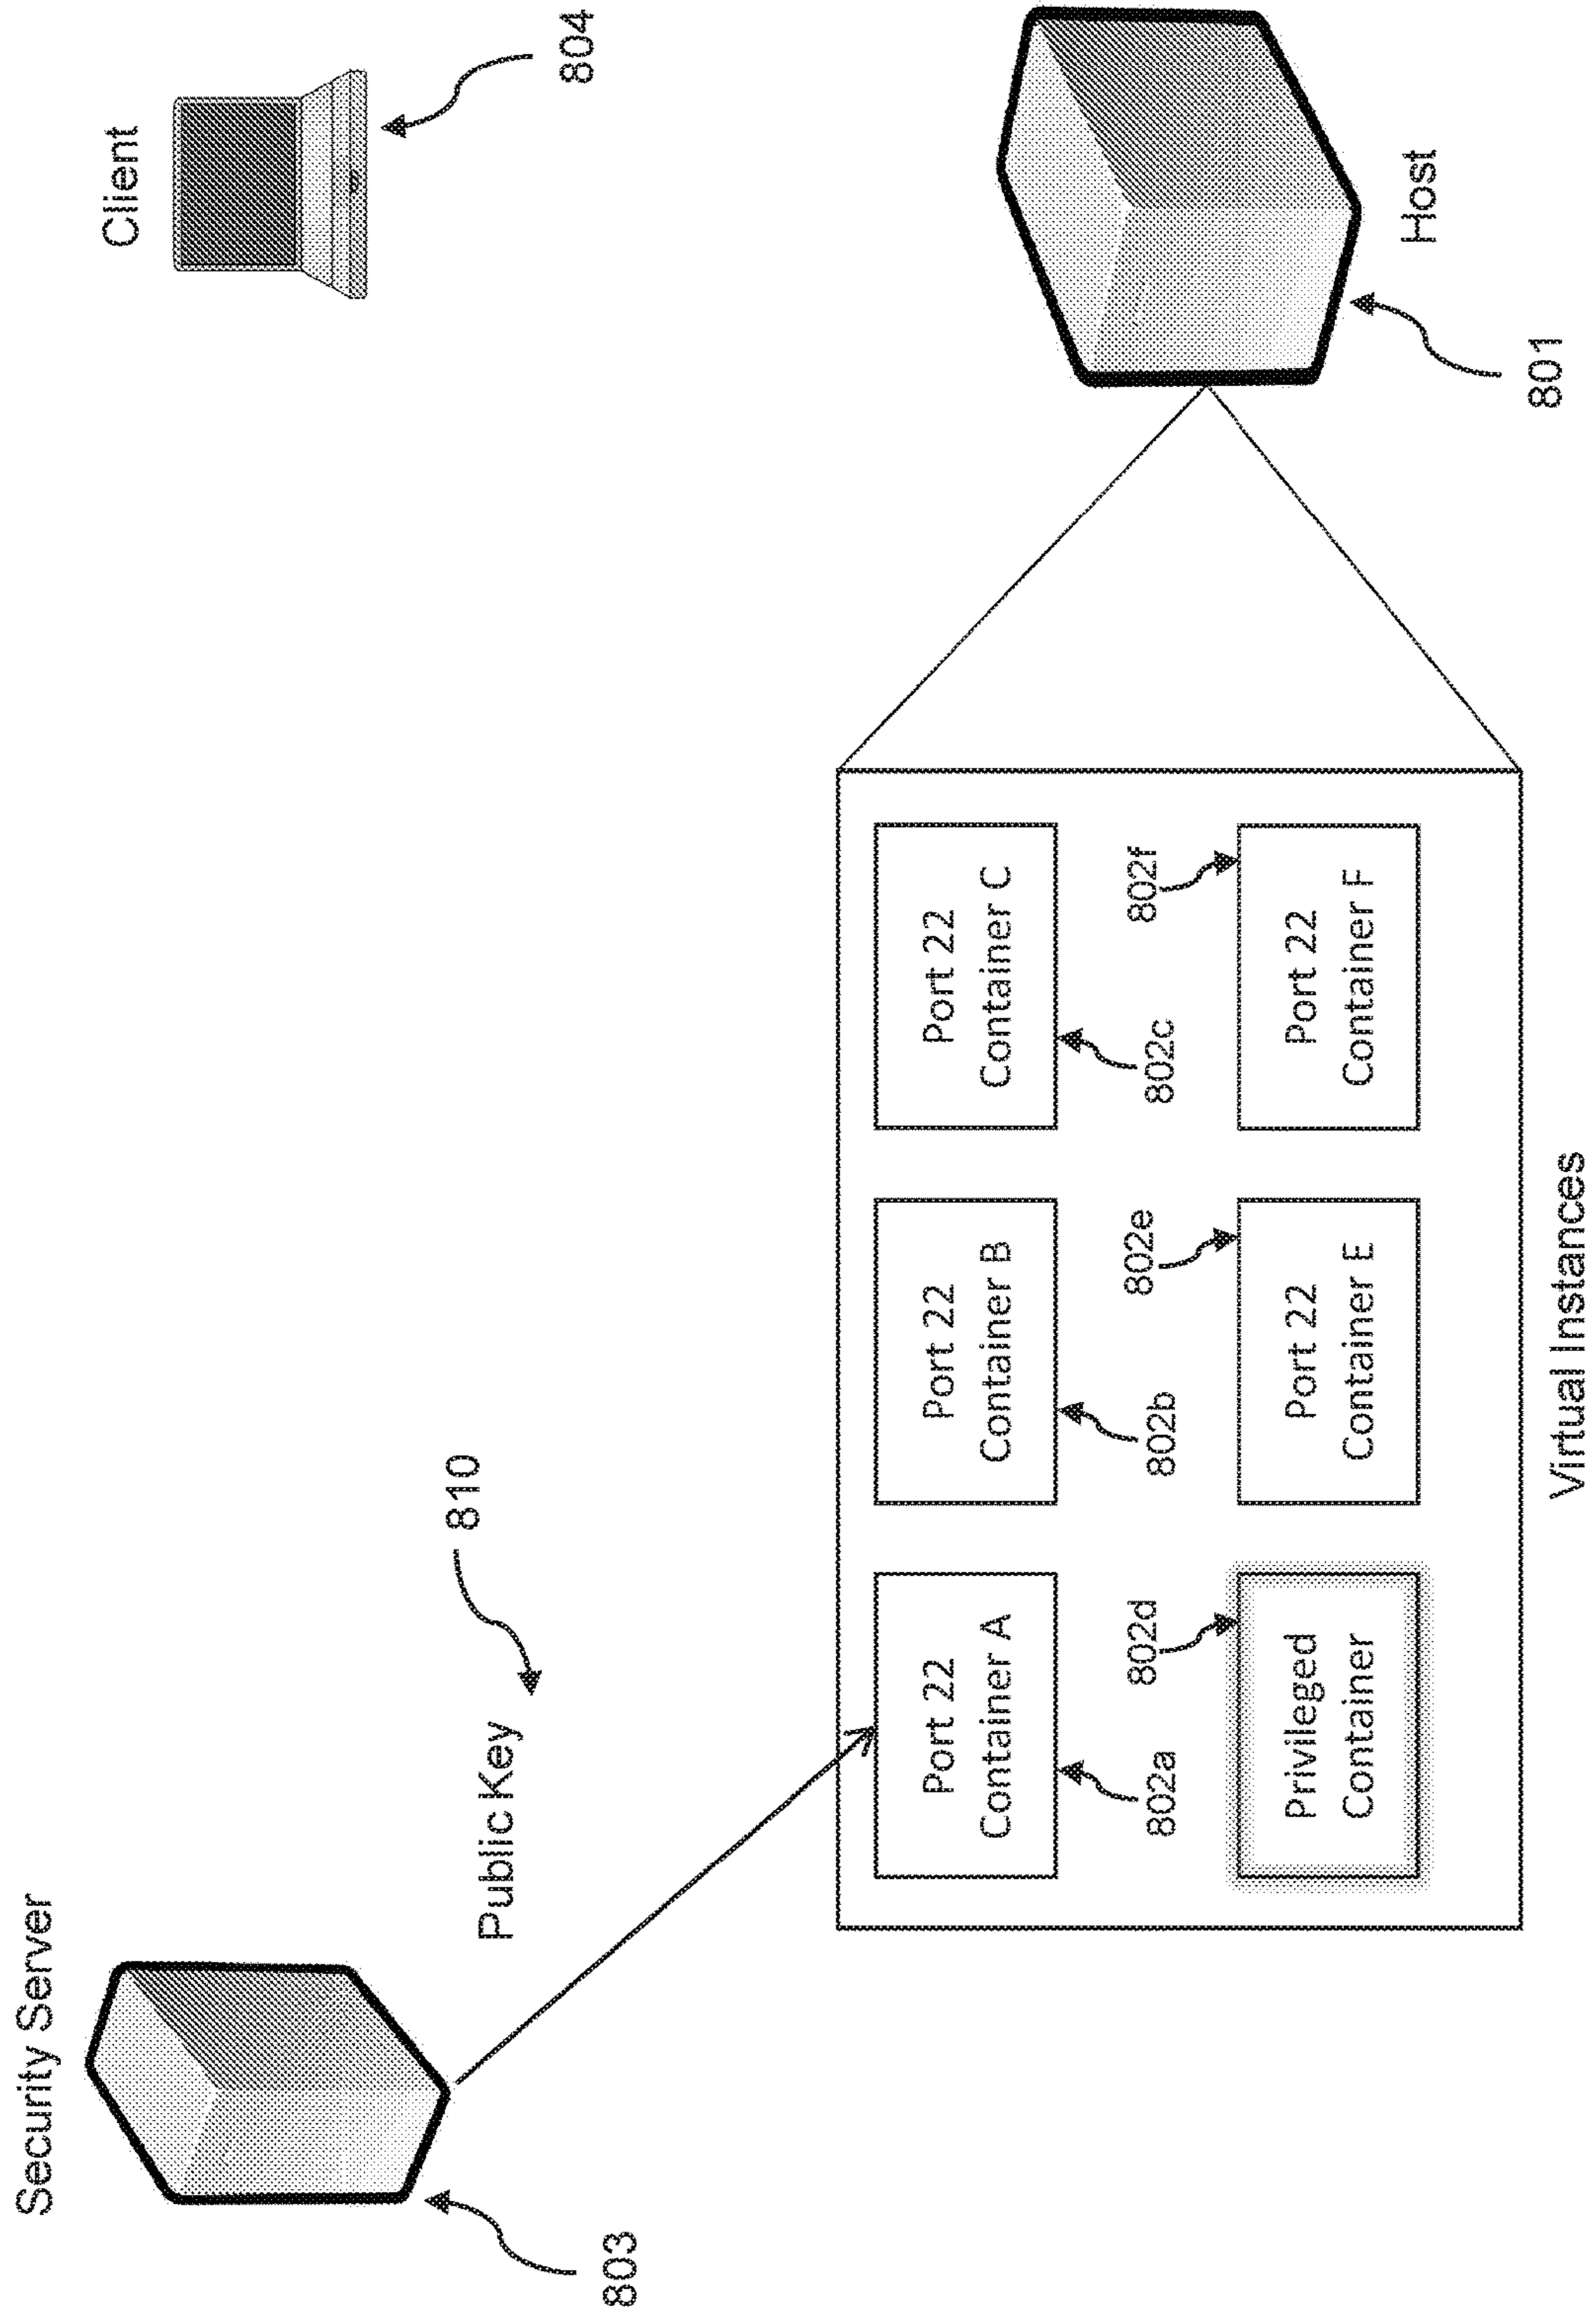 Security Server
803
Public Key
810
Client
804
Port 22
Container A
802a
Port 22
Container B
802b
Port 22
Container C
802c
Privileged
Container
802d
Port 22
Container E
802e
Port 22
Container F
802f
Virtual Instances
Host
801